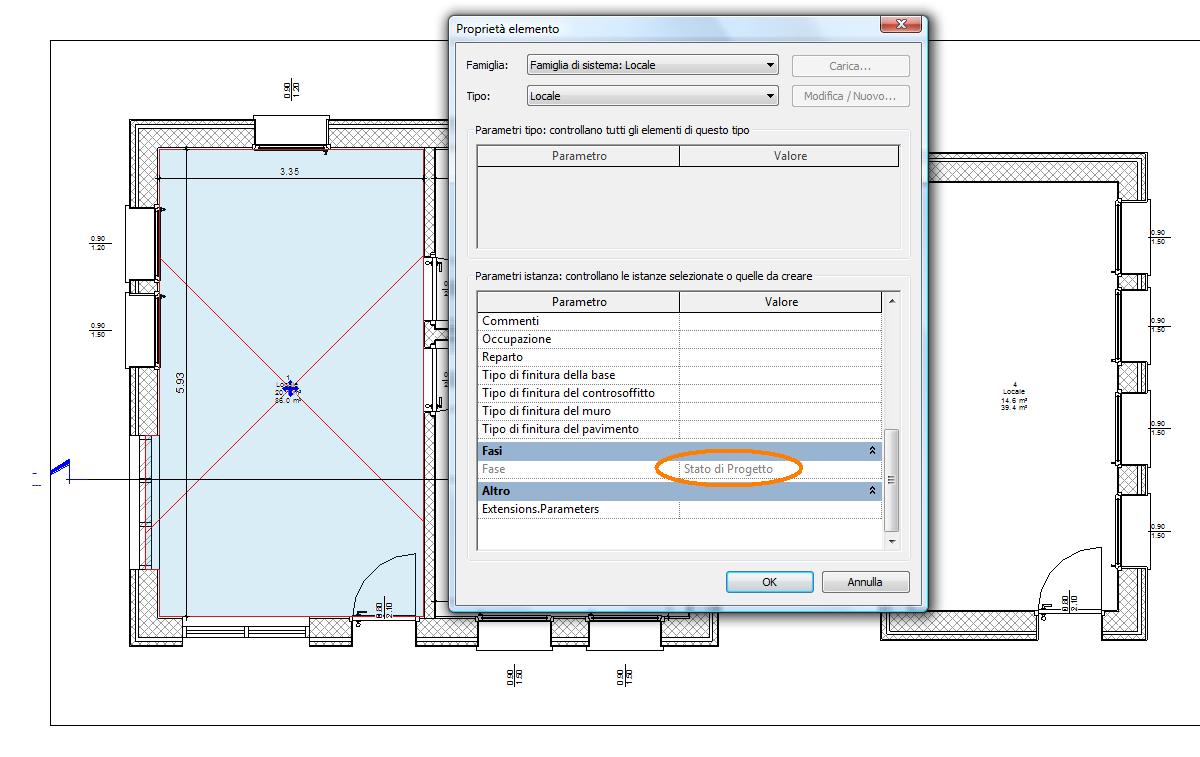 Proprietà elemento
Famiglia: Famiglia di sistema: Locale Carica...
Tipo: Locale Modifica / Nuovo...
Parametri tipo: controllano tutti gli elementi di questo tipo
Parametro Valore
Parametri istanza: controllano le istanze selezionate o quelle da creare
Parametro Valore
Commenti
Occupazione
Reparto
Tipo di finitura della base
Tipo di finitura del controsoffitto
Tipo di finitura del muro
Tipo di finitura del pavimento
Fasi
Fase Stato di Progetto
Altro
Extensions.Parameters
OK Annulla
0.90
1.20
3.35
0.90
1.20
0.90
1.50
5.93
1
0.80
2.10
0.90
1.50
0.90
1.50
4
Locale
14.6 m²
39.4 m²
0.90
1.50
0.90
1.50
0.90
1.50
0.90
1.50
0.80
2.10